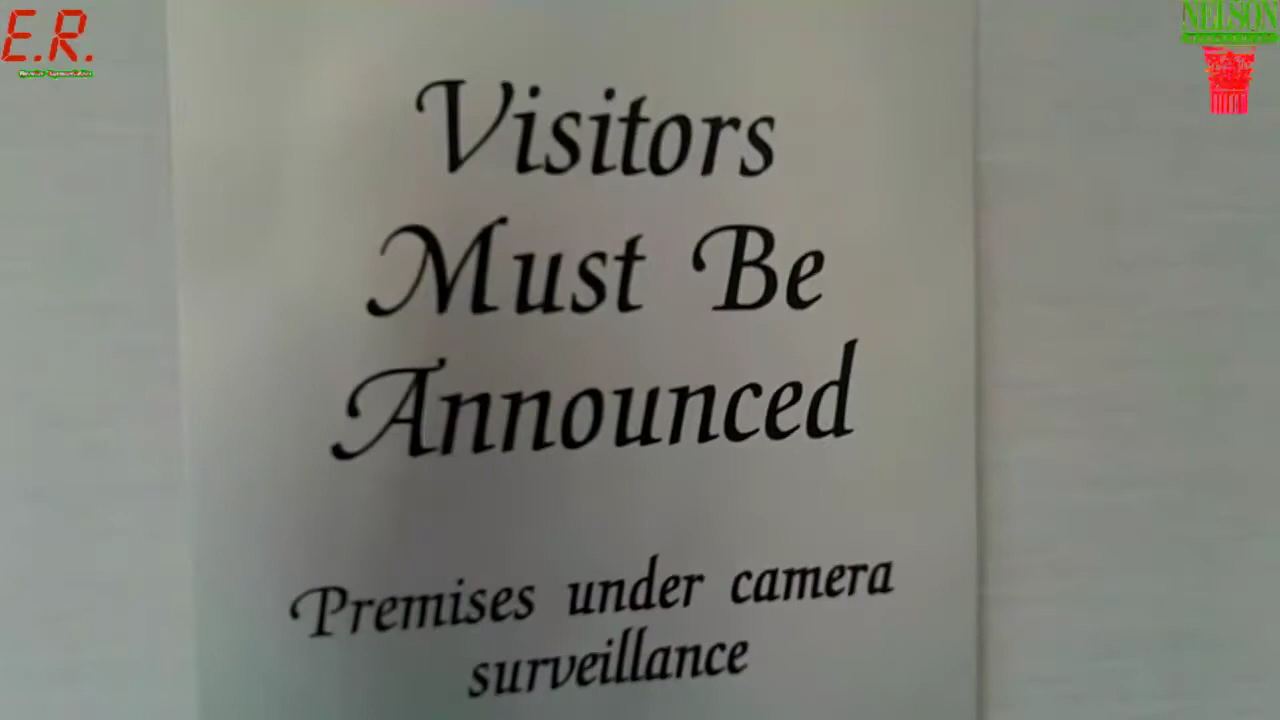 E.R.
NELSON
Visitors
Must Be
Announced
Premises under camera
surveillance